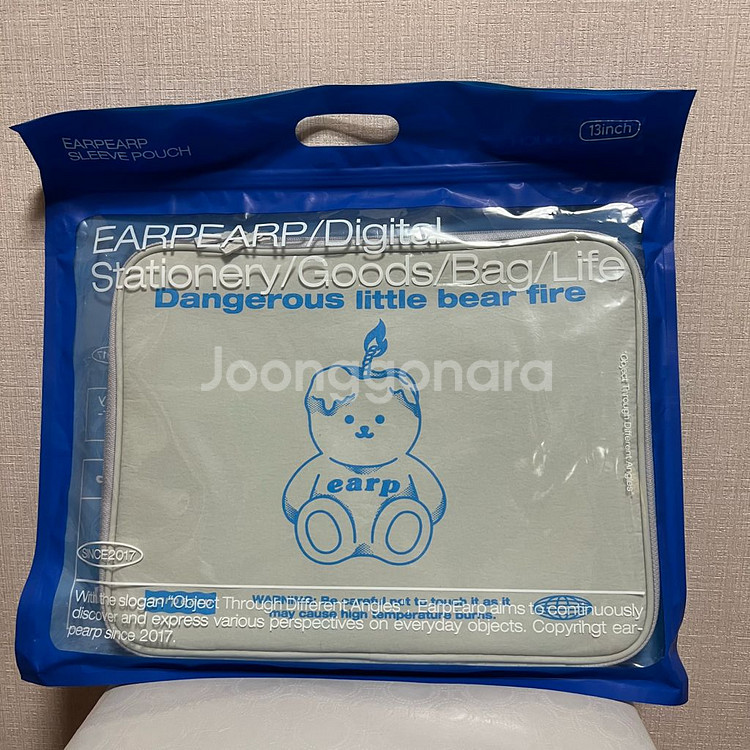 EARPEARP
SLEEVE POUCH
13inch
EARPEARP/Digital
Stationery/Goods/Bag/Life
Dangerous little bear fire
Joonggonara
earp
"Object Through Different Angles"
SINCE2017
WARNING: Be careful not to touch it as it
may cause high temperature burns.
With the slogan "Object Through Different Angles", EarpEarp aims to continuously
discover and express various perspectives on everyday objects. Copyrihgt ear-
pearp since 2017.